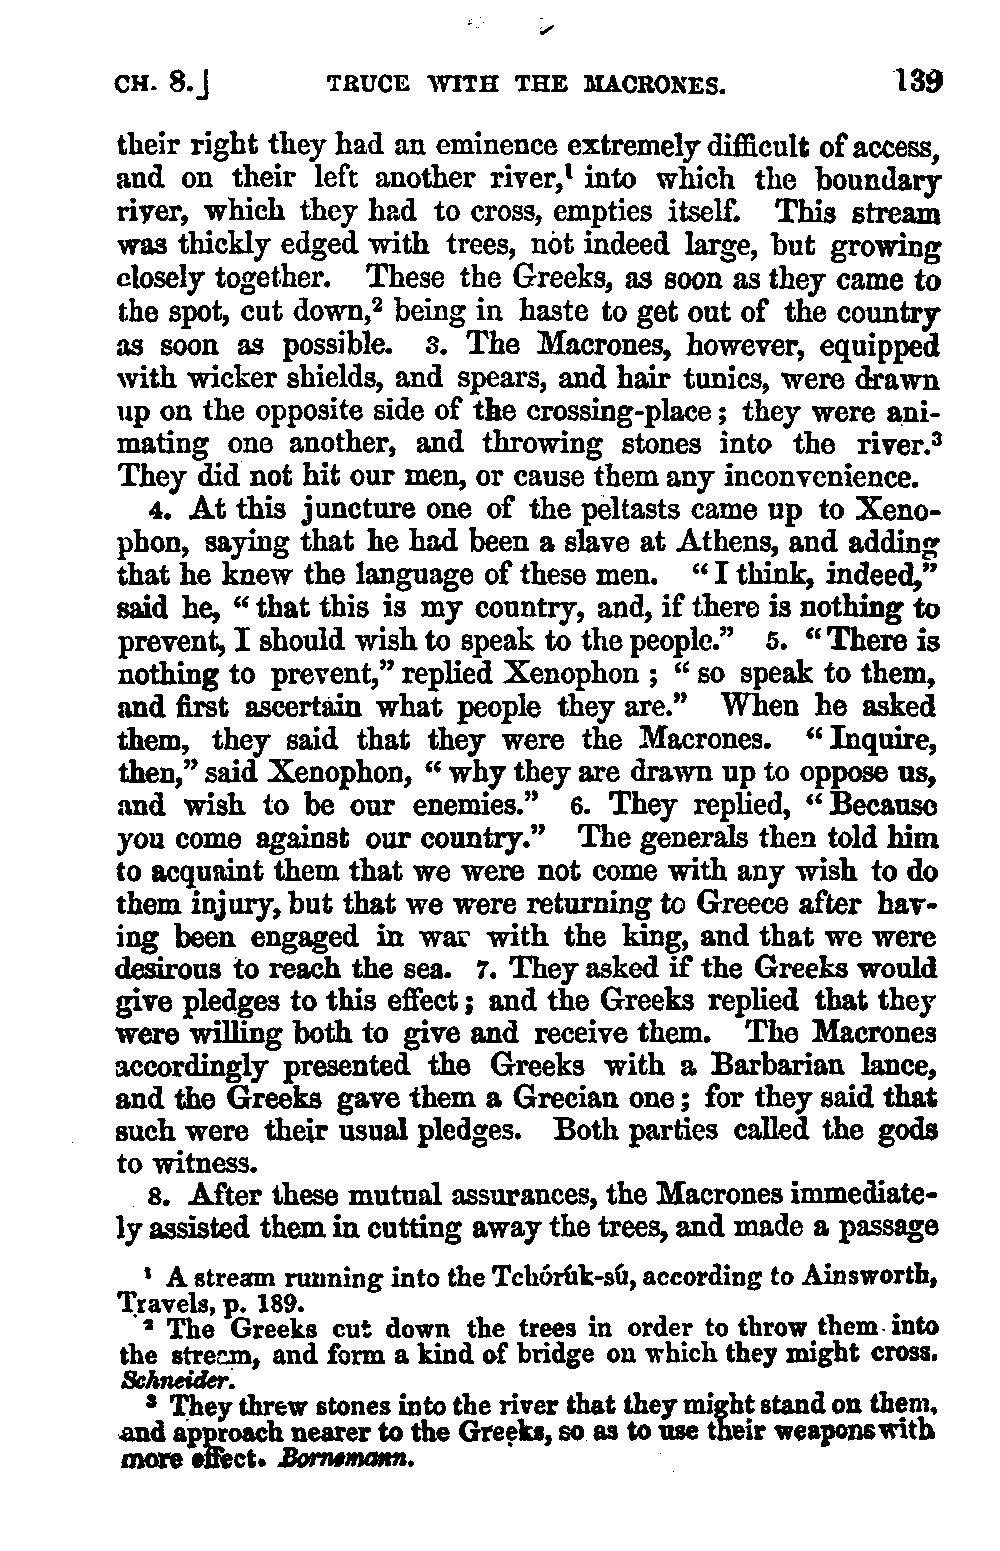 CH. 8.] TRUCE WITH THE MACRONES. 139
their right they had an eminence extremely difficult of access,
and on their left another river,¹ into which the boundary
river, which they had to cross, empties itself. This stream
was thickly edged with trees, not indeed large, but growing
closely together. These the Greeks, as soon as they came to
the spot, cut down,² being in haste to get out of the country
as soon as possible. 3. The Macrones, however, equipped
with wicker shields, and spears, and hair tunics, were drawn
up on the opposite side of the crossing-place; they were ani-
mating one another, and throwing stones into the river.³
They did not hit our men, or cause them any inconvenience.
4. At this juncture one of the peltasts came up to Xeno-
phon, saying that he had been a slave at Athens, and adding
that he knew the language of these men. “I think, indeed,”
said he, “that this is my country, and, if there is nothing to
prevent, I should wish to speak to the people.” 5. “There is
nothing to prevent,” replied Xenophon; “so speak to them,
and first ascertain what people they are.” When he asked
them, they said that they were the Macrones. “Inquire,
then,” said Xenophon, “why they are drawn up to oppose us,
and wish to be our enemies.” 6. They replied, “Because
you come against our country.” The generals then told him
to acquaint them that we were not come with any wish to do
them injury, but that we were returning to Greece after hav-
ing been engaged in war with the king, and that we were
desirous to reach the sea. 7. They asked if the Greeks would
give pledges to this effect; and the Greeks replied that they
were willing both to give and receive them. The Macrones
accordingly presented the Greeks with a Barbarian lance,
and the Greeks gave them a Grecian one; for they said that
such were their usual pledges. Both parties called the gods
to witness.
8. After these mutual assurances, the Macrones immediate-
ly assisted them in cutting away the trees, and made a passage
¹ A stream running into the Tchórúk-sú, according to Ainsworth,
Travels, p. 189.
² The Greeks cut down the trees in order to throw them into
the stream, and form a kind of bridge on which they might cross.
Schneider.
³ They threw stones into the river that they might stand on them,
and approach nearer to the Greeks, so as to use their weapons with
more effect. Bornemann.